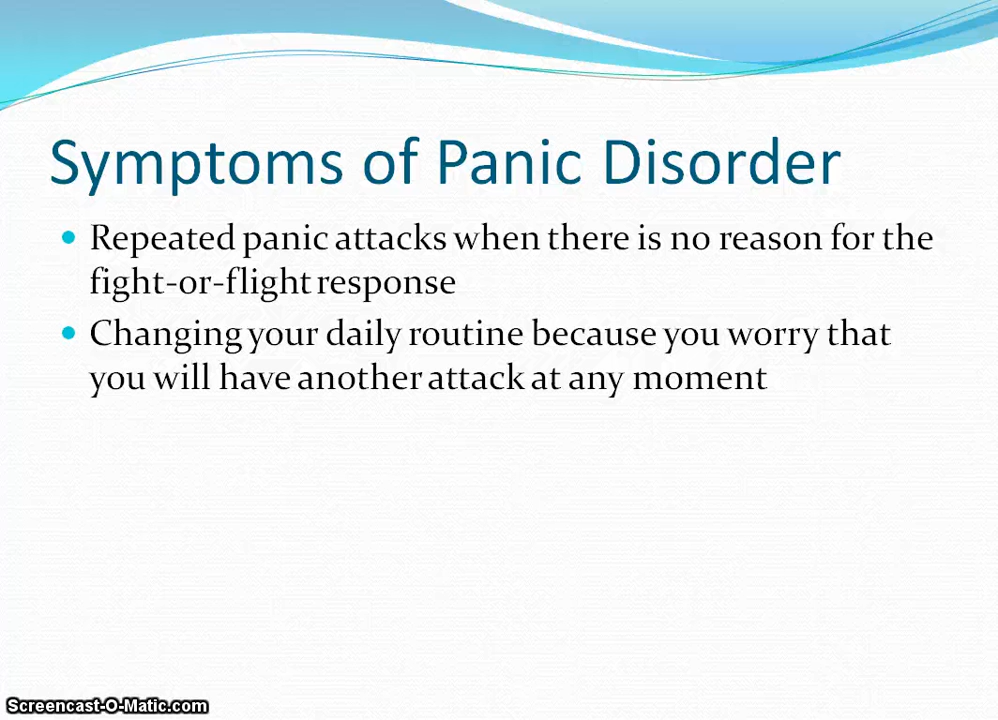 Symptoms of Panic Disorder
• Repeated panic attacks when there is no reason for the
fight-or-flight response
• Changing your daily routine because you worry that
you will have another attack at any moment
Screencast-O-Matic.com